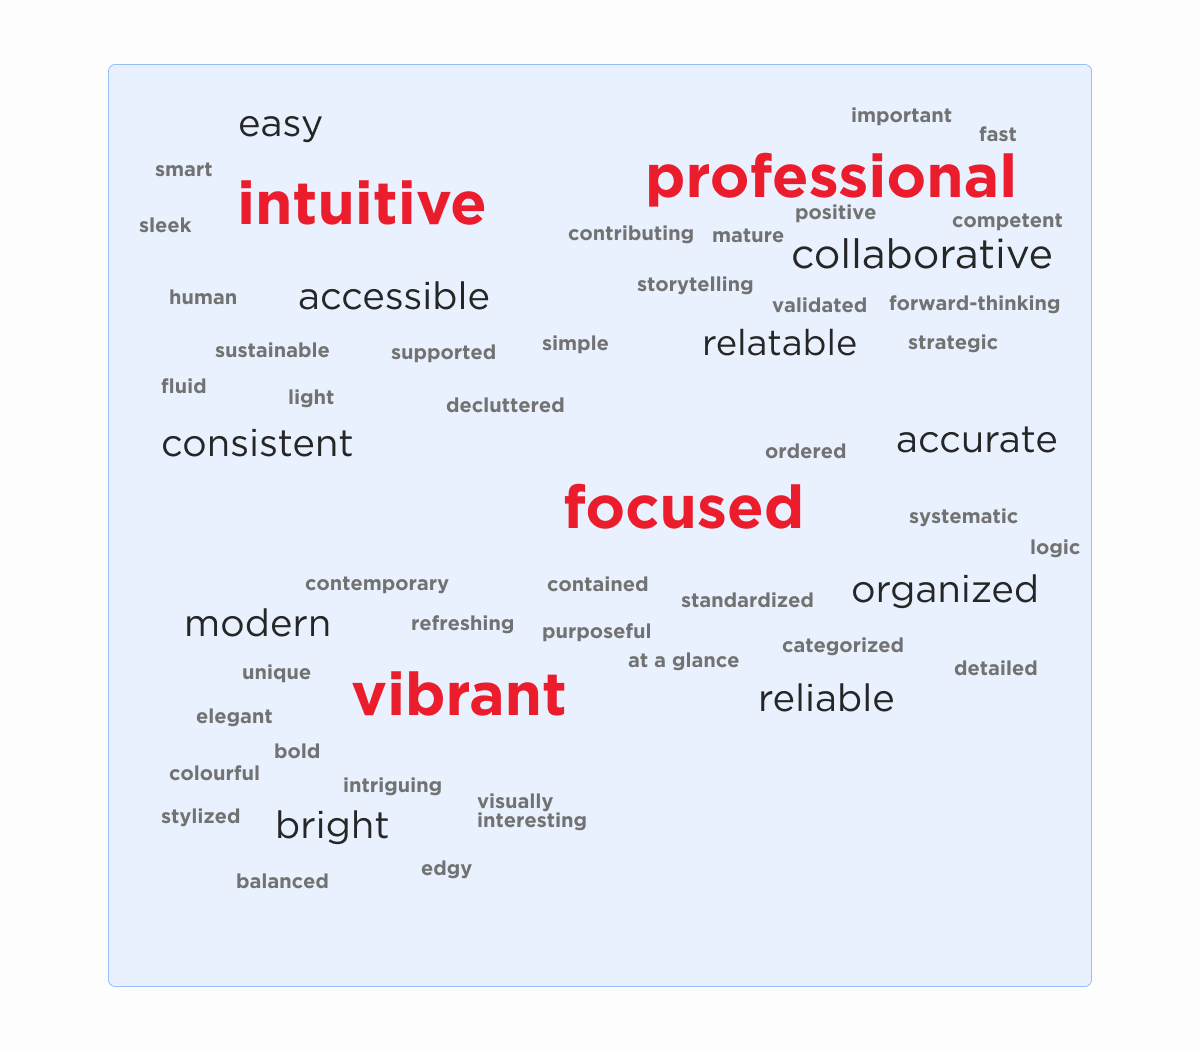 easy
important
fast
smart
professional
intuitive
positive
competent
sleek
contributing
mature
collaborative
storytelling
human
accessible
validated
forward-thinking
sustainable
supported
simple
relatable
strategic
fluid
light
decluttered
consistent
ordered
accurate
focused
systematic
logic
contemporary
contained
standardized
organized
modern
refreshing
purposeful
at a glance
categorized
unique
detailed
vibrant
reliable
elegant
bold
colourful
intriguing
stylized
bright
visually
interesting
edgy
balanced